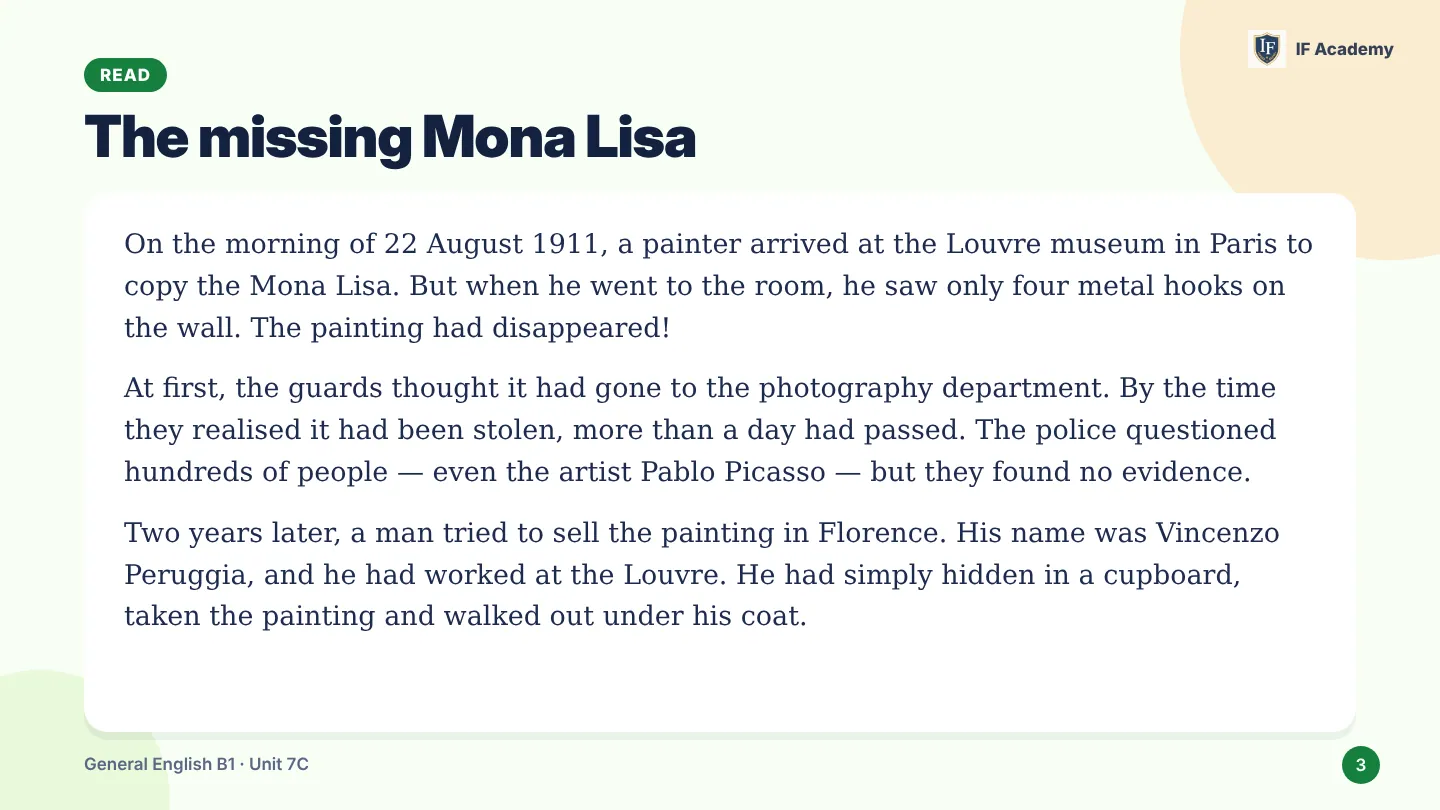 IF
IF Academy
READ
The missing Mona Lisa
On the morning of 22 August 1911, a painter arrived at the Louvre museum in Paris to
copy the Mona Lisa. But when he went to the room, he saw only four metal hooks on
the wall. The painting had disappeared!
At first, the guards thought it had gone to the photography department. By the time
they realised it had been stolen, more than a day had passed. The police questioned
hundreds of people — even the artist Pablo Picasso — but they found no evidence.
Two years later, a man tried to sell the painting in Florence. His name was Vincenzo
Peruggia, and he had worked at the Louvre. He had simply hidden in a cupboard,
taken the painting and walked out under his coat.
General English B1 · Unit 7C
3